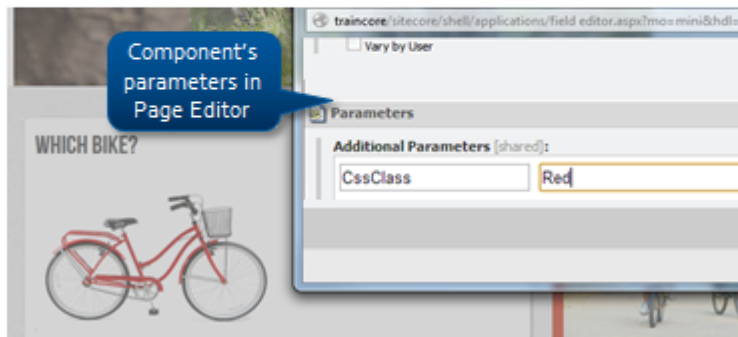 traincore/sitecore/shell/applications/field editor.aspx?mo=mini&hdl=
Vary by User
Component's
parameters in
Page Editor
Parameters
WHICH BIKE?
Additional Parameters [shared]:
CssClass
Red